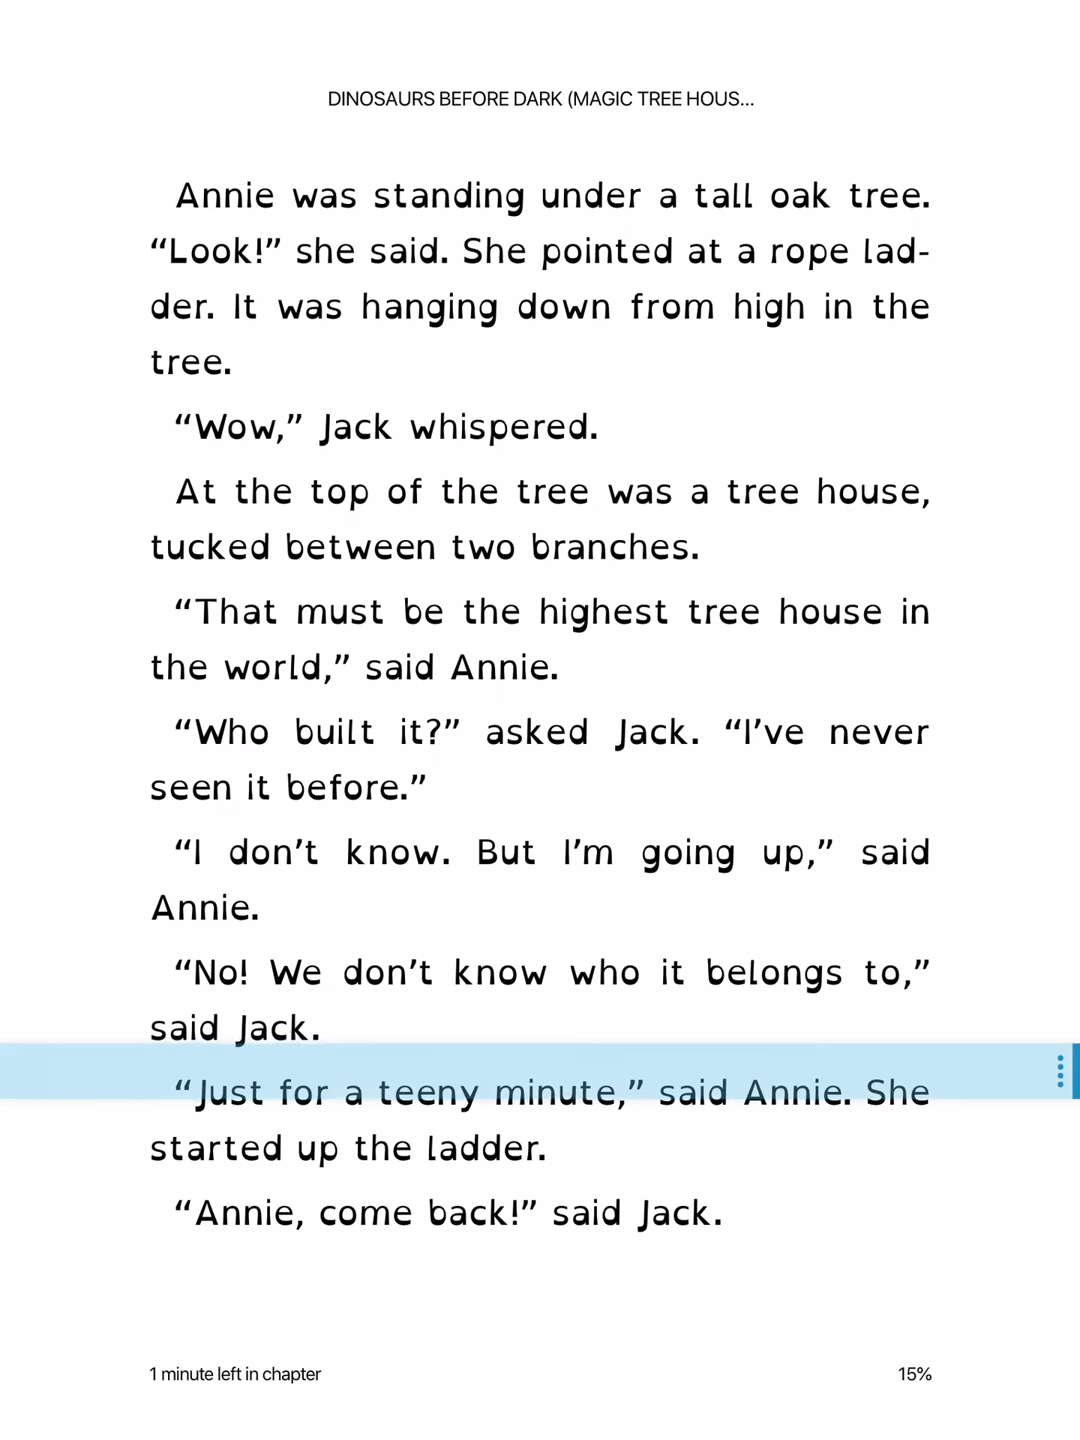 DINOSAURS BEFORE DARK (MAGIC TREE HOUS...
Annie was standing under a tall oak tree.
“Look!” she said. She pointed at a rope lad-
der. It was hanging down from high in the
tree.
“Wow,” Jack whispered.
At the top of the tree was a tree house,
tucked between two branches.
“That must be the highest tree house in
the world,” said Annie.
“Who built it?” asked Jack. “I’ve never
seen it before.”
“I don’t know. But I’m going up,” said
Annie.
“No! We don’t know who it belongs to,”
said Jack.
“Just for a teeny minute,” said Annie. She
started up the ladder.
“Annie, come back!” said Jack.
1 minute left in chapter
15%